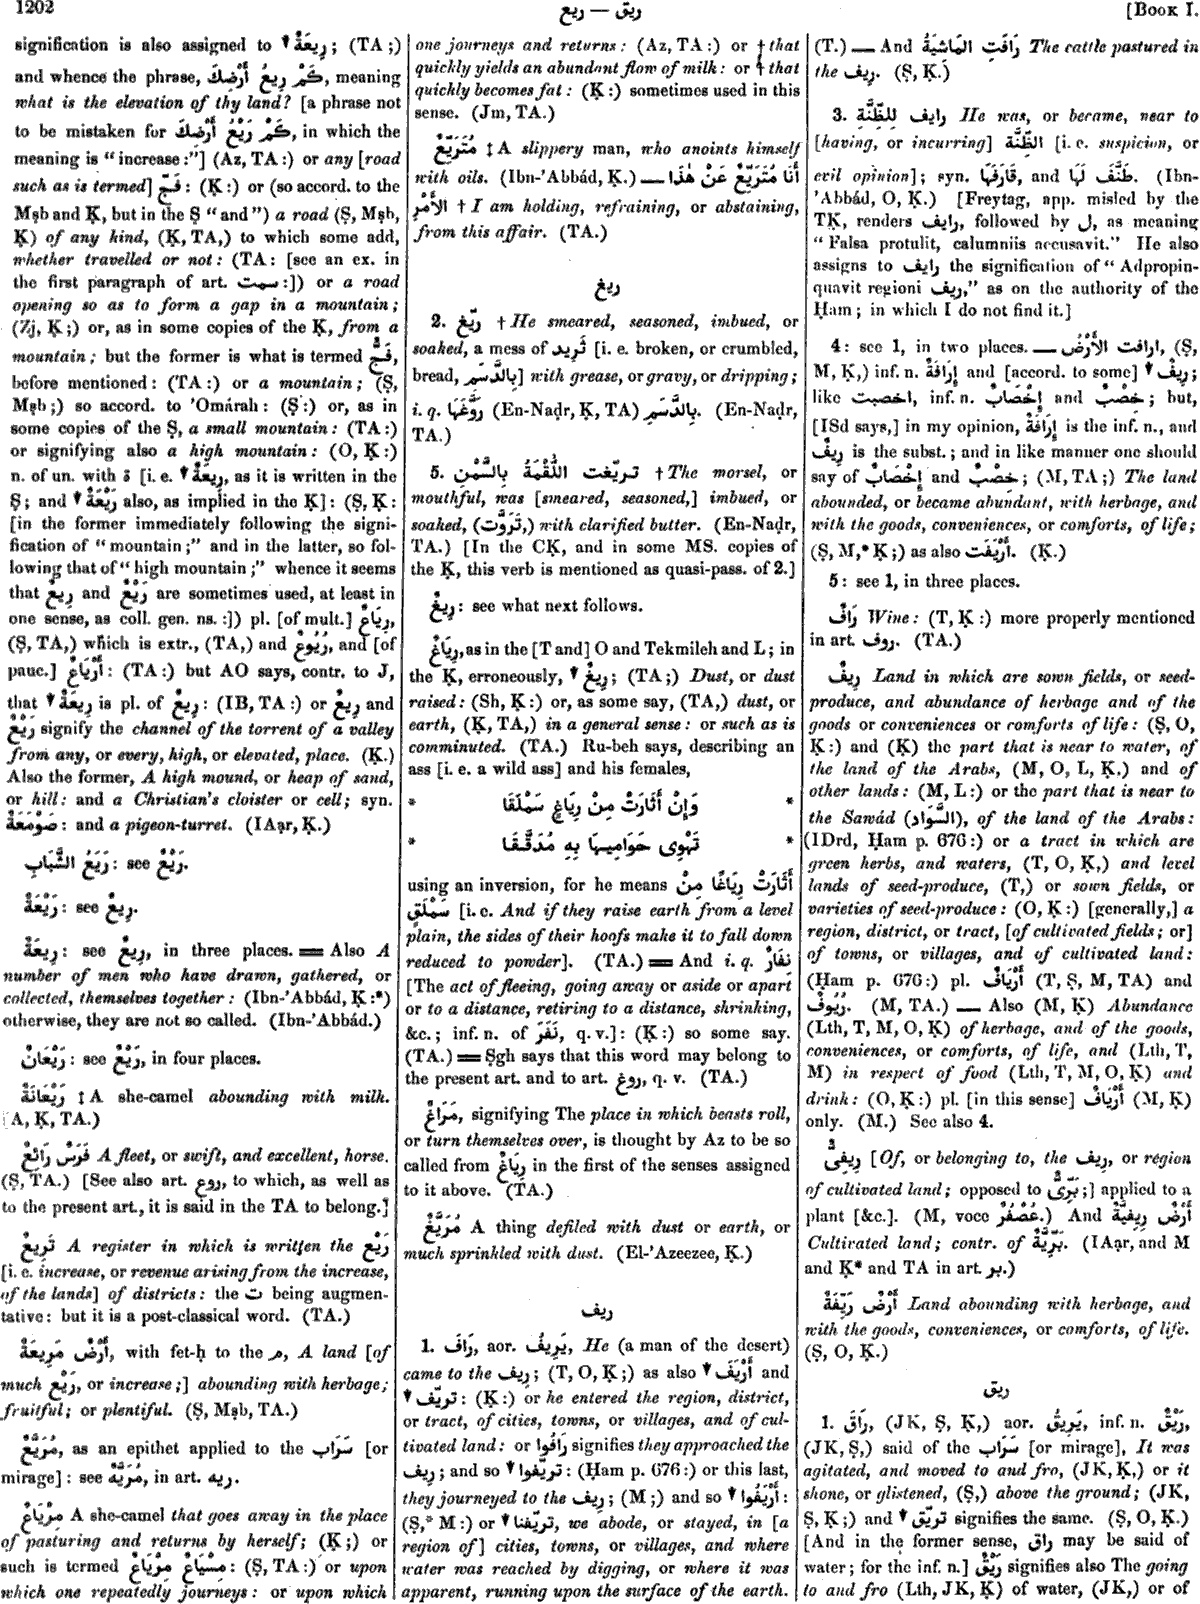 1202
ريق — ريع
[Book I.
signification is also assigned to ▼ رِيعَةٌ; (TA;)
and whence the phrase, كَمْ رِيعُ أَرْضِكَ, meaning
what is the elevation of thy land? [a phrase not
to be mistaken for كَمْ رَيْعُ أَرْضِكَ, in which the
meaning is “increase:”] (Az, TA:) or any [road
such as is termed] فَجّ: (Ḳ:) or (so accord. to the
Mṣb and Ḳ, but in the Ṣ “and”) a road (Ṣ, Mṣb,
Ḳ) of any kind, (Ḳ, TA,) to which some add,
whether travelled or not: (TA: [see an ex. in
the first paragraph of art. سمت:]) or a road
opening so as to form a gap in a mountain;
(Zj, Ḳ;) or, as in some copies of the Ḳ, from a
mountain; but the former is what is termed فَجٌّ,
before mentioned: (TA:) or a mountain; (Ṣ,
Mṣb;) so accord. to ’Omárah: (Ṣ:) or, as in
some copies of the Ṣ, a small mountain: (TA:)
or signifying also a high mountain: (O, Ḳ:)
n. of un. with ة [i. e. ▼ رِيعَةٌ, as it is written in the
Ṣ; and ▼ رَيْعَةٌ also, as implied in the Ḳ]: (Ṣ, Ḳ:
[in the former immediately following the signi-
fication of “mountain;” and in the latter, so fol-
lowing that of “high mountain;” whence it seems
that رِيعٌ and رَيْعٌ are sometimes used, at least in
one sense, as coll. gen. ns. :]) pl. [of mult.] رِيَاعٌ,
(Ṣ, TA,) which is extr., (TA,) and رُيُوعٌ, and [of
pauc.] أَرْيَاعٌ: (TA:) but AO says, contr. to J,
that ▼ رِيعَةٌ is pl. of رِيعٌ: (IB, TA:) or رِيعٌ and
رَيْعٌ signify the channel of the torrent of a valley
from any, or every, high, or elevated, place. (Ḳ.)
Also the former, A high mound, or heap of sand,
or hill: and a Christian's cloister or cell; syn.
صَوْمَعَةٌ: and a pigeon-turret. (IAạr, Ḳ.)
رَيَعُ الشَّبَابِ: see رَيْعٌ.
رَيْعَةٌ: see رِيعٌ.
رِيعَةٌ: see رِيعٌ, in three places. ═ Also A
number of men who have drawn, gathered, or
collected, themselves together: (Ibn-’Abbád, Ḳ:*)
otherwise, they are not so called. (Ibn-’Abbád.)
رَيْعَانٌ: see رَيْعٌ, in four places.
رَيْعَانَةٌ ‡ A she-camel abounding with milk.
(A, Ḳ, TA.)
فَرَسٌ رَائِعٌ A fleet, or swift, and excellent, horse.
(Ṣ, TA.) [See also art. روع, to which, as well as
to the present art., it is said in the TA to belong.]
تَرِيعٌ A register in which is written the رَيْع
[i. e. increase, or revenue arising from the increase,
of the lands] of districts: the ت being augmen-
tative: but it is a post-classical word. (TA.)
أَرْضٌ مَرِيعَةٌ, with fet-ḥ to the م, A land [of
much رَيْع, or increase;] abounding with herbage;
fruitful; or plentiful. (Ṣ, Mṣb, TA.)
مُرَيَّعٌ, as an epithet applied to the سَرَاب [or
mirage]: see مُرَيَّهٌ, in art. ريه.
مِرْيَاعٌ A she-camel that goes away in the place
of pasturing and returns by herself; (Ḳ;) or
such is termed مِسْيَاعٌ مِرْيَاعٌ: (Ṣ, TA:) or upon
which one repeatedly journeys: or upon which
one journeys and returns: (Az, TA:) or † that
quickly yields an abundant flow of milk: or † that
quickly becomes fat: (Ḳ:) sometimes used in this
sense. (Jm, TA.)
مُتَرَيِّعٌ ‡ A slippery man, who anoints himself
with oils. (Ibn-’Abbád, Ḳ.) — أَنَا مُتَرَيِّعٌ عَنْ هٰذَا
الأَمْرِ † I am holding, refraining, or abstaining,
from this affair. (TA.)
ريغ
2. ريّغ † He smeared, seasoned, imbued, or
soaked, a mess of ثَرِيد [i. e. broken, or crumbled,
bread, بِالدَّسَمِ] with grease, or gravy, or dripping;
i. q. رَوَّغَهَا (En-Naḍr, Ḳ, TA) بِالدَّسَمِ. (En-Naḍr,
TA.)
5. تريّغت اللُّقْمَةُ بِالسَّمْنِ † The morsel, or
mouthful, was [smeared, seasoned,] imbued, or
soaked, (تَرَوَّت,) with clarified butter. (En-Naḍr,
TA.) [In the CḲ, and in some MS. copies of
the Ḳ, this verb is mentioned as quasi-pass. of 2.]
رِيغٌ: see what next follows.
رِيَاغٌ, as in the [T and] O and Tekmileh and L; in
the Ḳ, erroneously, ▼ رِيغٌ; (TA;) Dust, or dust
raised: (Sh, Ḳ:) or, as some say, (TA,) dust, or
earth, (Ḳ, TA,) in a general sense: or such as is
comminuted. (TA.) Ru-beh says, describing an
ass [i. e. a wild ass] and his females,
* وَإِنْ أَثَارَتْ مِنْ رِيَاغٍ سَمْلَقَا *
* تَهْوِى حَوَامِيهَا بِهِ مُدَقَّقَا *
using an inversion, for he means أَثَارَتْ رِيَاغًا مِنْ
سَمْلَقٍ [i. e. And if they raise earth from a level
plain, the sides of their hoofs make it to fall down
reduced to powder]. (TA.) ═ And i. q. نِفَارٌ
[The act of fleeing, going away or aside or apart
or to a distance, retiring to a distance, shrinking,
&c.; inf. n. of نَفَرَ, q. v.]: (Ḳ:) so some say.
(TA.) ═ Ṣgh says that this word may belong to
the present art. and to art. روغ, q. v. (TA.)
مَرَاغٌ, signifying The place in which beasts roll,
or turn themselves over, is thought by Az to be so
called from رِيَاغٌ in the first of the senses assigned
to it above. (TA.)
مُرَيَّغٌ A thing defiled with dust or earth, or
much sprinkled with dust. (El-’Azeezee, Ḳ.)
ريف
1. رَافَ, aor. يَرِيفُ, He (a man of the desert)
came to the رِيف; (T, O, Ḳ;) as also ▼ أَرْيَفَ and
▼ تريّف: (Ḳ:) or he entered the region, district,
or tract, of cities, towns, or villages, and of cul-
tivated land: or رَافُوا signifies they approached the
رِيف; and so ▼ تريّفوا: (Ḥam p. 676:) or this last,
they journeyed to the رِيف; (M;) and so ▼ أَرْيَفُوا:
(Ṣ,* M:) or ▼ تريّفنا, we abode, or stayed, in [a
region of] cities, towns, or villages, and where
water was reached by digging, or where it was
apparent, running upon the surface of the earth.
(T.) — And رَافَتِ المَاشِيَةُ The cattle pastured in
the رِيف. (Ṣ, Ḳ.)
3. رايف لِلظِّنَّةِ He was, or became, near to
[having, or incurring] الظِّنَّة [i. e. suspicion, or
evil opinion]; syn. قَارَفَهَا, and طَنَّفَ لَهَا. (Ibn-
’Abbád, O, Ḳ.) [Freytag, app. misled by the
TḲ, renders رايف, followed by ل, as meaning
“Falsa protulit, calumniis accusavit.” He also
assigns to رايف the signification of “Adpropin-
quavit regioni ريف,” as on the authority of the
Ḥam; in which I do not find it.]
4: see 1, in two places. — ارافت الأَرْضُ, (Ṣ,
M, Ḳ,) inf. n. إِرَافَةٌ and [accord. to some] ▼ رِيفٌ;
like اخصبت, inf. n. إِخْصَابٌ and خِصْبٌ; but,
[ISd says,] in my opinion, إِرَافَةٌ is the inf. n., and
رِيفٌ is the subst.; and in like manner one should
say of إِخْصَابٌ and خِصْبٌ; (M, TA;) The land
abounded, or became abundant, with herbage, and
with the goods, conveniences, or comforts, of life;
(Ṣ, M,* Ḳ;) as also أَرْيَفَت. (Ḳ.)
5: see 1, in three places.
رَافٌ Wine: (T, Ḳ:) more properly mentioned
in art. روف. (TA.)
رِيفٌ Land in which are sown fields, or seed-
produce, and abundance of herbage and of the
goods or conveniences or comforts of life: (Ṣ, O,
Ḳ:) and (Ḳ) the part that is near to water, of
the land of the Arabs, (M, O, L, Ḳ.) and of
other lands: (M, L:) or the part that is near to
the Sawád (السَّوَاد), of the land of the Arabs:
(IDrd, Ḥam p. 676:) or a tract in which are
green herbs, and waters, (T, O, Ḳ,) and level
lands of seed-produce, (T,) or sown fields, or
varieties of seed-produce: (O, Ḳ:) [generally,] a
region, district, or tract, [of cultivated fields; or]
of towns, or villages, and of cultivated land:
(Ḥam p. 676:) pl. أَرْيَافٌ (T, Ṣ, M, TA) and
رُيُوفٌ. (M, TA.) — Also (M, Ḳ) Abundance
(Lth, T, M, O, Ḳ) of herbage, and of the goods,
conveniences, or comforts, of life, and (Lth, T,
M) in respect of food (Lth, T, M, O, Ḳ) and
drink: (O, Ḳ:) pl. [in this sense] أَرْيَافٌ (M, Ḳ)
only. (M.) See also 4.
رِيفِىٌّ [Of, or belonging to, the رِيف, or region
of cultivated land; opposed to بَرِّىٌّ;] applied to a
plant [&c.]. (M, voce عُصْفُرٌ.) And أَرْضٌ رِيفِيَّةٌ
Cultivated land; contr. of بَرِّيَّةٌ. (IAạr, and M
and Ḳ* and TA in art. بر.)
أَرْضٌ رَيِّفَةٌ Land abounding with herbage, and
with the goods, conveniences, or comforts, of life.
(Ṣ, O, Ḳ.)
ريق
1. رَاقَ, (JK, Ṣ, Ḳ,) aor. يَرِيقُ, inf. n. رَيْقٌ,
(JK, Ṣ,) said of the سَرَاب [or mirage], It was
agitated, and moved to and fro, (JK, Ḳ,) or it
shone, or glistened, (Ṣ,) above the ground; (JK,
Ṣ, Ḳ;) and ▼ تريّق signifies the same. (Ṣ, O, Ḳ.)
[And in the former sense, راق may be said of
water; for the inf. n.] رَيْقٌ signifies also The going
to and fro (Lth, JK, Ḳ) of water, (JK,) or of